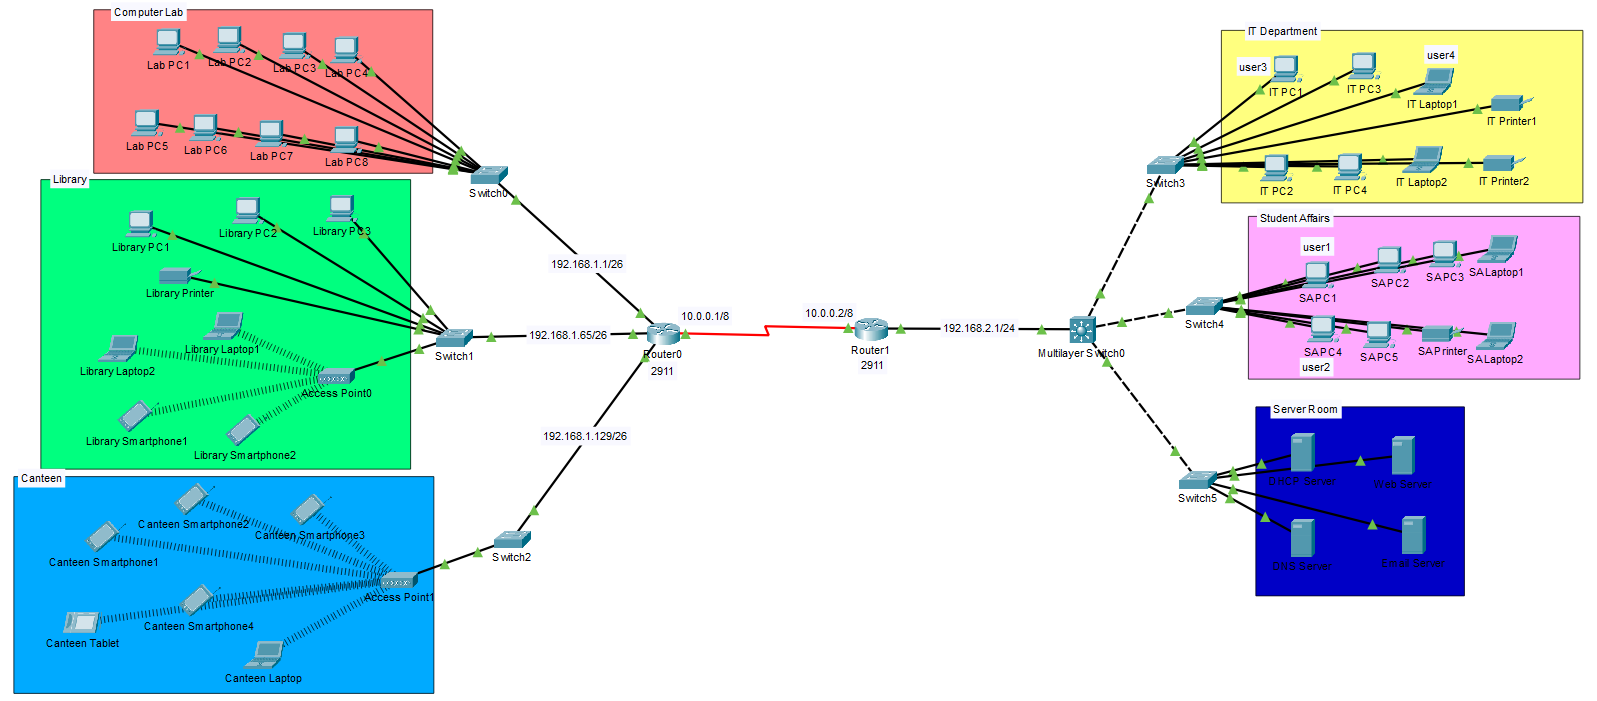 Computer Lab
Lab PC1
Lab PC2
Lab PC3
Lab PC4
Lab PC5
Lab PC6
Lab PC7
Lab PC8
Switch0
Library
Library PC1
Library PC2
Library PC3
Library Printer
Library Laptop1
Library Laptop2
Access Point0
Library Smartphone1
Library Smartphone2
Switch1
Canteen
Canteen Smartphone2
Canteen Smartphone3
Canteen Smartphone1
Access Point1
Canteen Smartphone4
Canteen Tablet
Canteen Laptop
Switch2
192.168.1.1/26
192.168.1.65/26
192.168.1.129/26
10.0.0.1/8
Router0
2911
10.0.0.2/8
Router1
2911
192.168.2.1/24
Multilayer Switch0
IT Department
user3
user4
IT PC1
IT PC3
IT Laptop1
IT Printer1
IT PC2
IT PC4
IT Laptop2
IT Printer2
Switch3
Student Affairs
user1
SAPC1
SAPC2
SAPC3
SALaptop1
SAPC4
SAPC5
SAPrinter
SALaptop2
user2
Switch4
Server Room
DHCP Server
Web Server
DNS Server
Email Server
Switch5